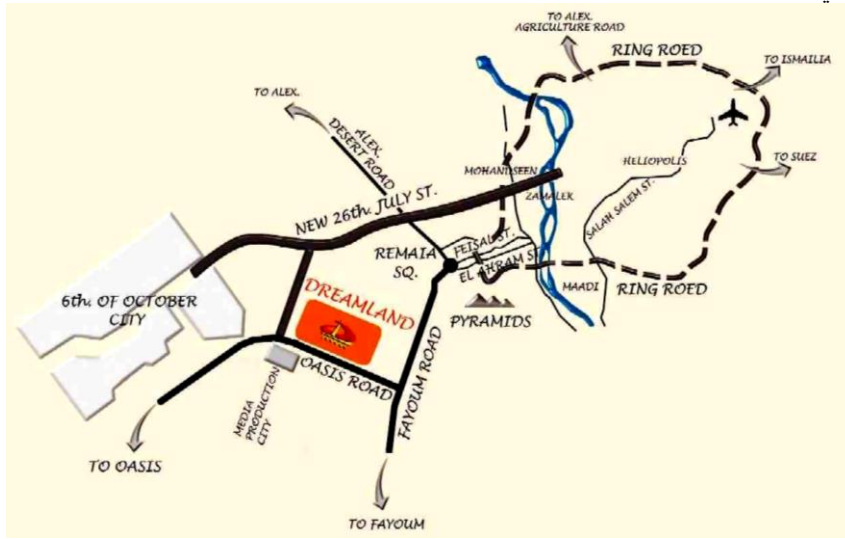 TO ALEX.
AGRICULTURE ROAD
RING ROED
TO ISMAILIA
TO ALEX.
ALEX.
DESERT ROAD
HELIOPOLIS
TO SUEZ
MOHANDSEEN
ZAMALEK
NEW 26th. JULY ST.
SALAH SALEM ST.
FEISAL ST.
REMAIA
SQ.
EL AHRAM ST.
MAADI
RING ROED
6th. OF OCTOBER
CITY
DREAMLAND
PYRAMIDS
OASIS ROAD
FAYOUM ROAD
MEDIA
PRODUCTION
CITY
TO OASIS
TO FAYOUM